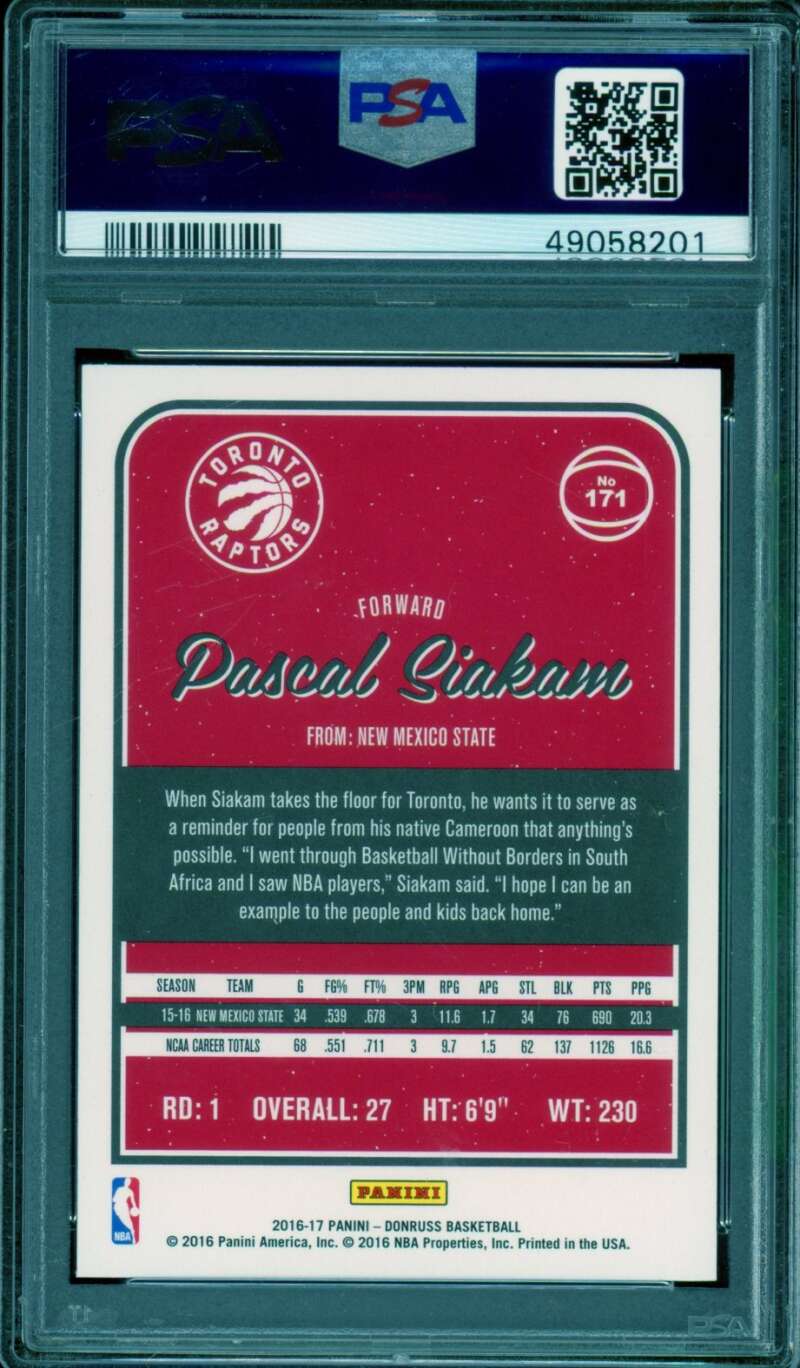 PSA
PSA
49058201
TORONTO
RAPTORS
No
171
FORWARD
Pascal Siakam
FROM: NEW MEXICO STATE
When Siakam takes the floor for Toronto, he wants it to serve as
a reminder for people from his native Cameroon that anything's
possible. "I went through Basketball Without Borders in South
Africa and I saw NBA players," Siakam said. "I hope I can be an
example to the people and kids back home."
SEASON TEAM G FG% FT% 3PM RPG APG STL BLK PTS PPG
15-16 NEW MEXICO STATE 34 .539 .678 3 11.6 1.7 34 76 690 20.3
NCAA CAREER TOTALS 68 .551 .711 3 9.7 1.5 62 137 1126 16.6
RD: 1 OVERALL: 27 HT: 6'9" WT: 230
PANINI
NBA
2016-17 PANINI – DONRUSS BASKETBALL
© 2016 Panini America, Inc. © 2016 NBA Properties, Inc. Printed in the USA.
PSA